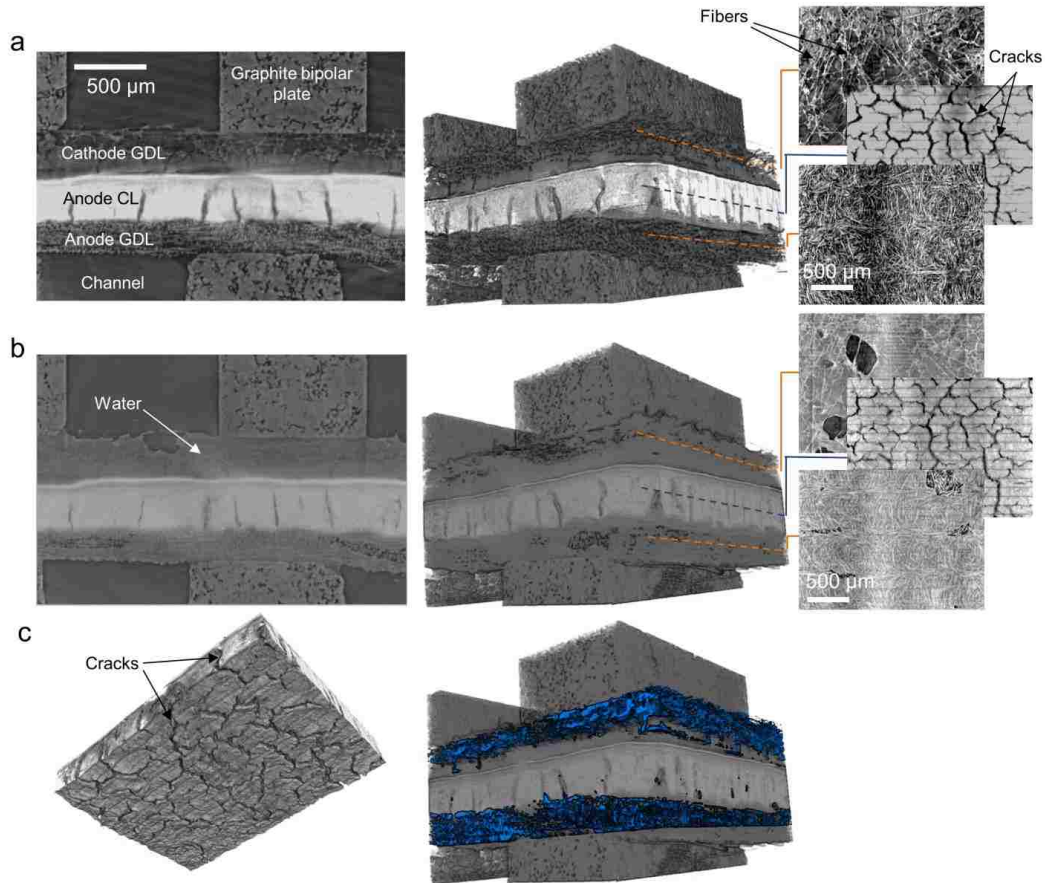 a
500 μm
Graphite bipolar
plate
Cathode GDL
Anode CL
Anode GDL
Channel
Fibers
Cracks
500 μm
b
Water
500 μm
c
Cracks